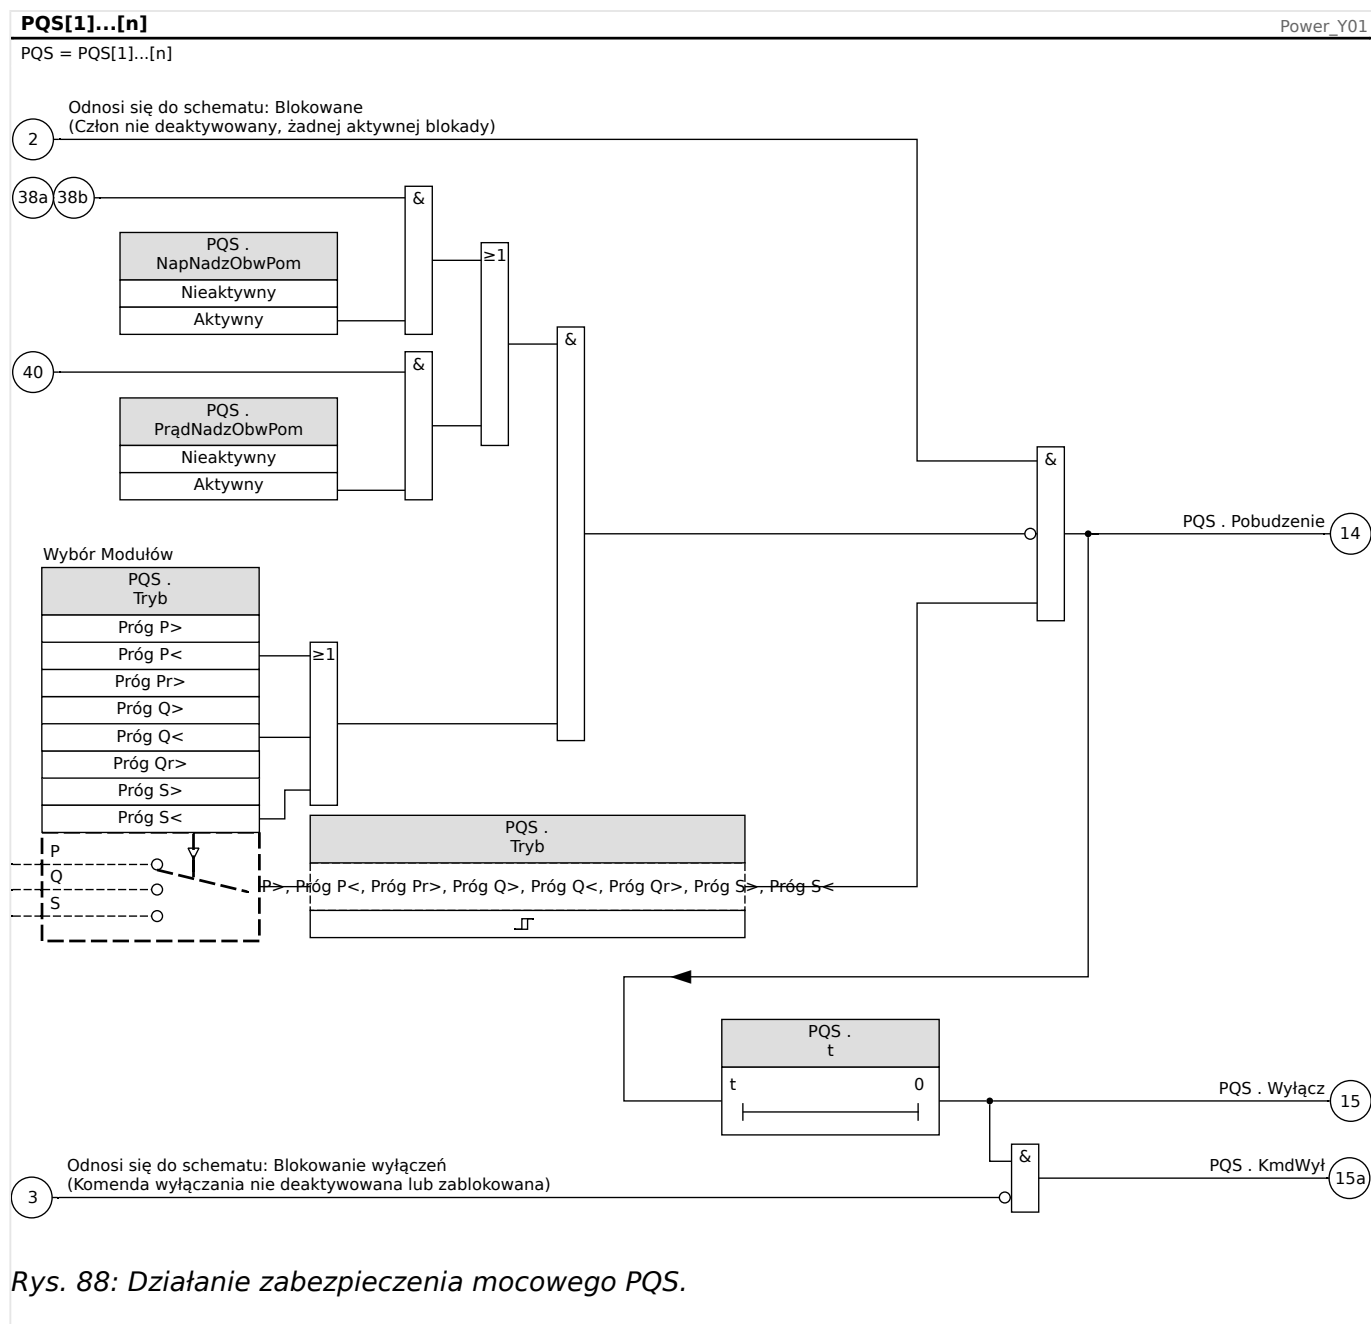 PQS[1]...[n]
Power_Y01
PQS = PQS[1]...[n]
Odnosi się do schematu: Blokowane
(Człon nie deaktywowany, żadnej aktywnej blokady)
2
38a 38b
&
PQS .
NapNadzObwPom
Nieaktywny
Aktywny
≥1
&
40
&
PQS .
PrądNadzObwPom
Nieaktywny
Aktywny
&
PQS . Pobudzenie
14
Wybór Modułów
PQS .
Tryb
Próg P>
Próg P<
Próg Pr>
Próg Q>
Próg Q<
Próg Qr>
Próg S>
Próg S<
≥1
P
Q
S
PQS .
Tryb
P>, Próg P<, Próg Pr>, Próg Q>, Próg Q<, Próg Qr>, Próg S>, Próg S<
PQS .
t
t 0
PQS . Wyłącz
15
Odnosi się do schematu: Blokowanie wyłączeń
(Komenda wyłączania nie deaktywowana lub zablokowana)
3
&
PQS . KmdWył
15a
Rys. 88: Działanie zabezpieczenia mocowego PQS.